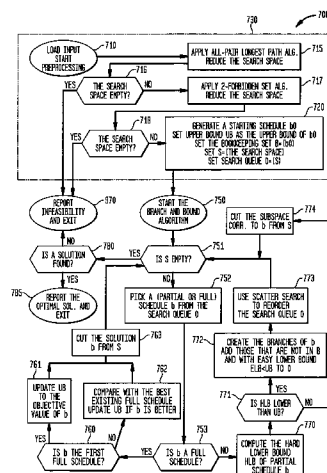 700
730
710
LOAD INPUT
START
PREPROCESSING
APPLY ALL-PAIR LONGEST PATH ALG.
REDUCE THE SEARCH SPACE
715
716
THE SEARCH
SPACE EMPTY?
YES
NO
APPLY 2-FORBIDDEN SET ALG.
REDUCE THE SEARCH SPACE
717
718
THE SEARCH
SPACE EMPTY?
YES
NO
720
GENERATE A STARTING SCHEDULE b0
SET UPPER BOUND UB AS THE UPPER BOUND OF b0
SET THE BOOKKEEPING SET B={b0}
SET S={THE SEARCH SPACE}
SET SEARCH QUEUE Q={S}
REPORT
INFEASIBILITY
AND EXIT
970
START THE
BRANCH AND BOUND
ALGORITHM
750
774
CUT THE SUBSPACE
CORR. TO b FROM S
NO
780
IS A SOLUTION
FOUND?
YES
YES
751
IS S EMPTY?
NO
785
REPORT THE
OPTIMAL SOL. AND
EXIT
752
PICK A (PARTIAL OR FULL)
SCHEDULE b FROM THE
SEARCH QUEUE Q
773
USE SCATTER SEARCH
TO REORDER
THE SEARCH QUEUE Q
763
CUT THE SOLUTION
b FROM S
772
CREATE THE BRANCHES OF b
ADD THOSE THAT ARE NOT IN B
AND WITH EASY LOWER BOUND
ELB<UB TO Q
761
UPDATE UB
TO THE
OBJECTIVE
VALUE OF b
762
COMPARE WITH THE BEST
EXISTING FULL SCHEDULE
UPDATE UB IF b IS BETTER
771
IS HLB LOWER
THAN UB?
YES
NO
YES
760
IS b THE FIRST
FULL SCHEDULE?
NO
YES
753
IS b A FULL
SCHEDULE?
NO
770
COMPUTE THE HARD
LOWER BOUND
HLB OF PARTIAL
SCHEDULE b